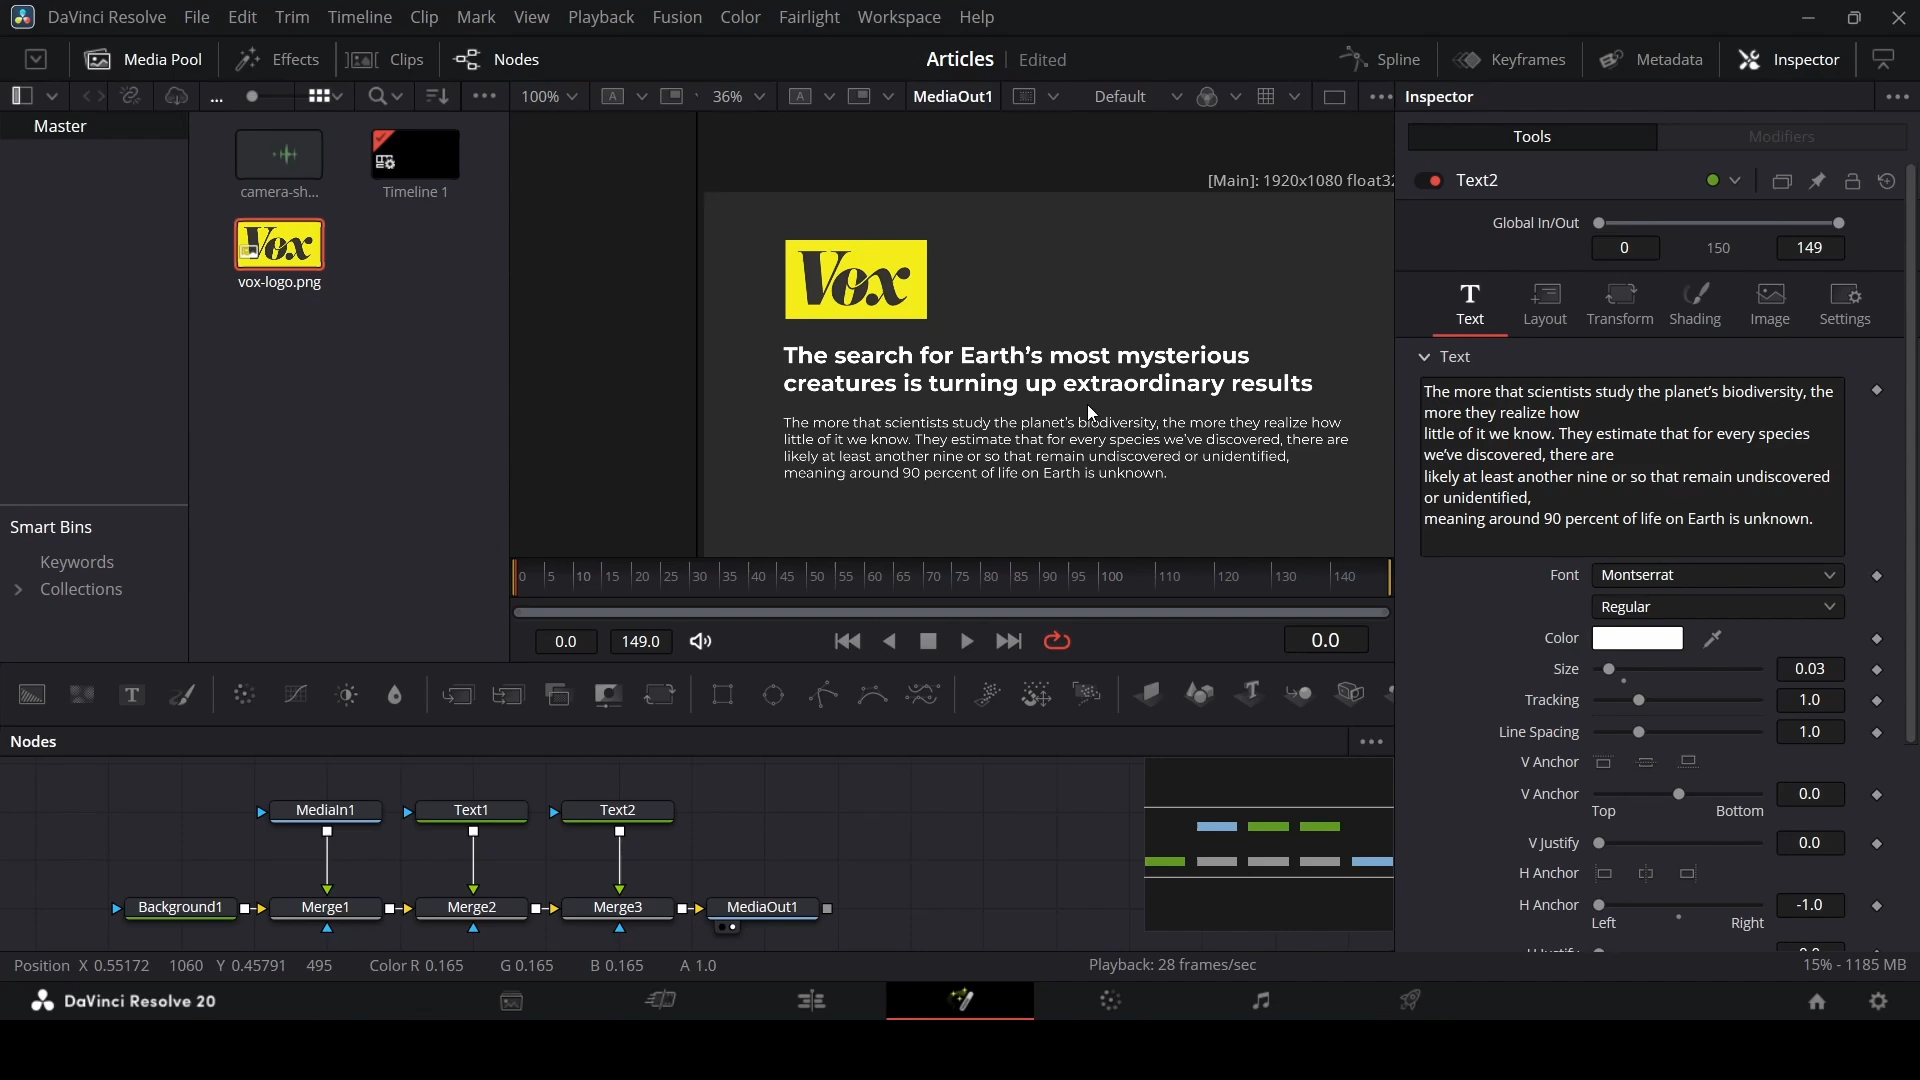 DaVinci Resolve File Edit Trim Timeline Clip Mark View Playback Fusion Color Fairlight Workspace Help
Media Pool Effects Clips Nodes Articles Edited Spline Keyframes Metadata Inspector
... 100% A 36% A MediaOut1 Default Inspector
Master
camera-sh... Timeline 1
Vox
vox-logo.png
[Main]: 1920x1080 float32
Vox
The search for Earth's most mysterious
creatures is turning up extraordinary results
The more that scientists study the planet's biodiversity, the more they realize how
little of it we know. They estimate that for every species we've discovered, there are
likely at least another nine or so that remain undiscovered or unidentified,
meaning around 90 percent of life on Earth is unknown.
Smart Bins
Keywords
Collections
0 5 10 15 20 25 30 35 40 45 50 55 60 65 70 75 80 85 90 95 100 110 120 130 140
0.0 149.0 0.0
Tools Modifiers
Text2
Global In/Out
0 150 149
T
Text Layout Transform Shading Image Settings
Text
The more that scientists study the planet's biodiversity, the
more they realize how
little of it we know. They estimate that for every species
we've discovered, there are
likely at least another nine or so that remain undiscovered
or unidentified,
meaning around 90 percent of life on Earth is unknown.
Font Montserrat
Regular
Color
Size 0.03
Tracking 1.0
Line Spacing 1.0
V Anchor
V Anchor 0.0
Top Bottom
V Justify 0.0
H Anchor
H Anchor -1.0
Left Right
Nodes
MediaIn1 Text1 Text2
Background1 Merge1 Merge2 Merge3 MediaOut1
Position X 0.55172 1060 Y 0.45791 495 Color R 0.165 G 0.165 B 0.165 A 1.0 Playback: 28 frames/sec 15% - 1185 MB
DaVinci Resolve 20